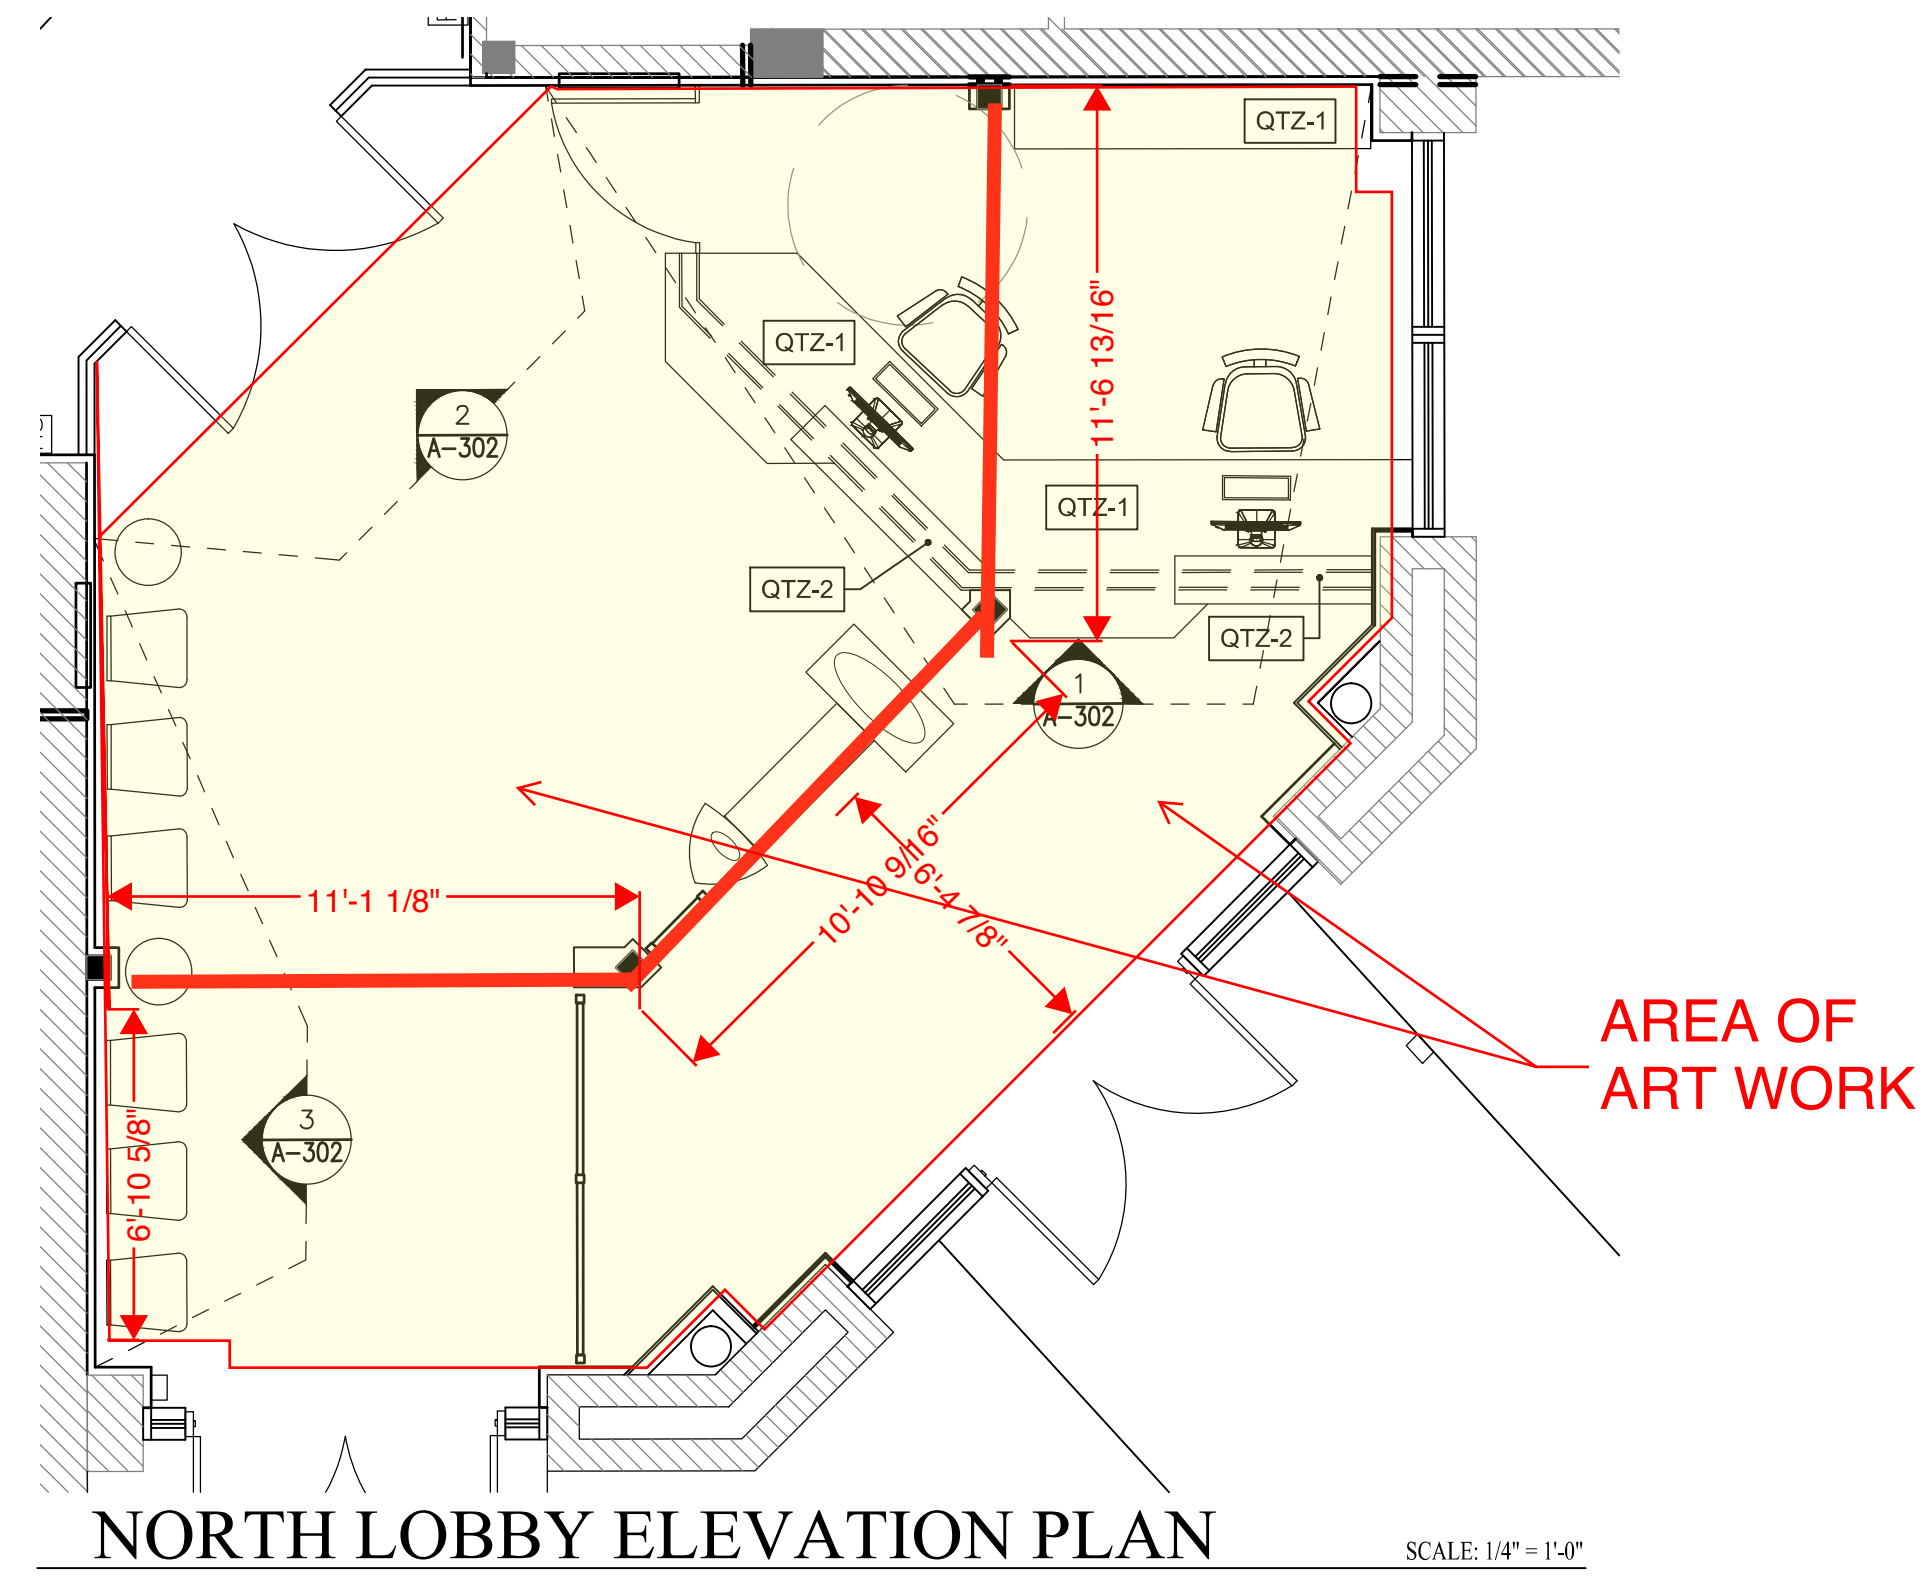 QTZ-1
11'-6 13/16"
QTZ-1
2
A-302
QTZ-1
QTZ-2
QTZ-2
1
A-302
10'-10 9/16"
6'-4 7/8"
11'-1 1/8"
AREA OF
ART WORK
3
A-302
6'-10 5/8"
NORTH LOBBY ELEVATION PLAN
SCALE: 1/4" = 1'-0"